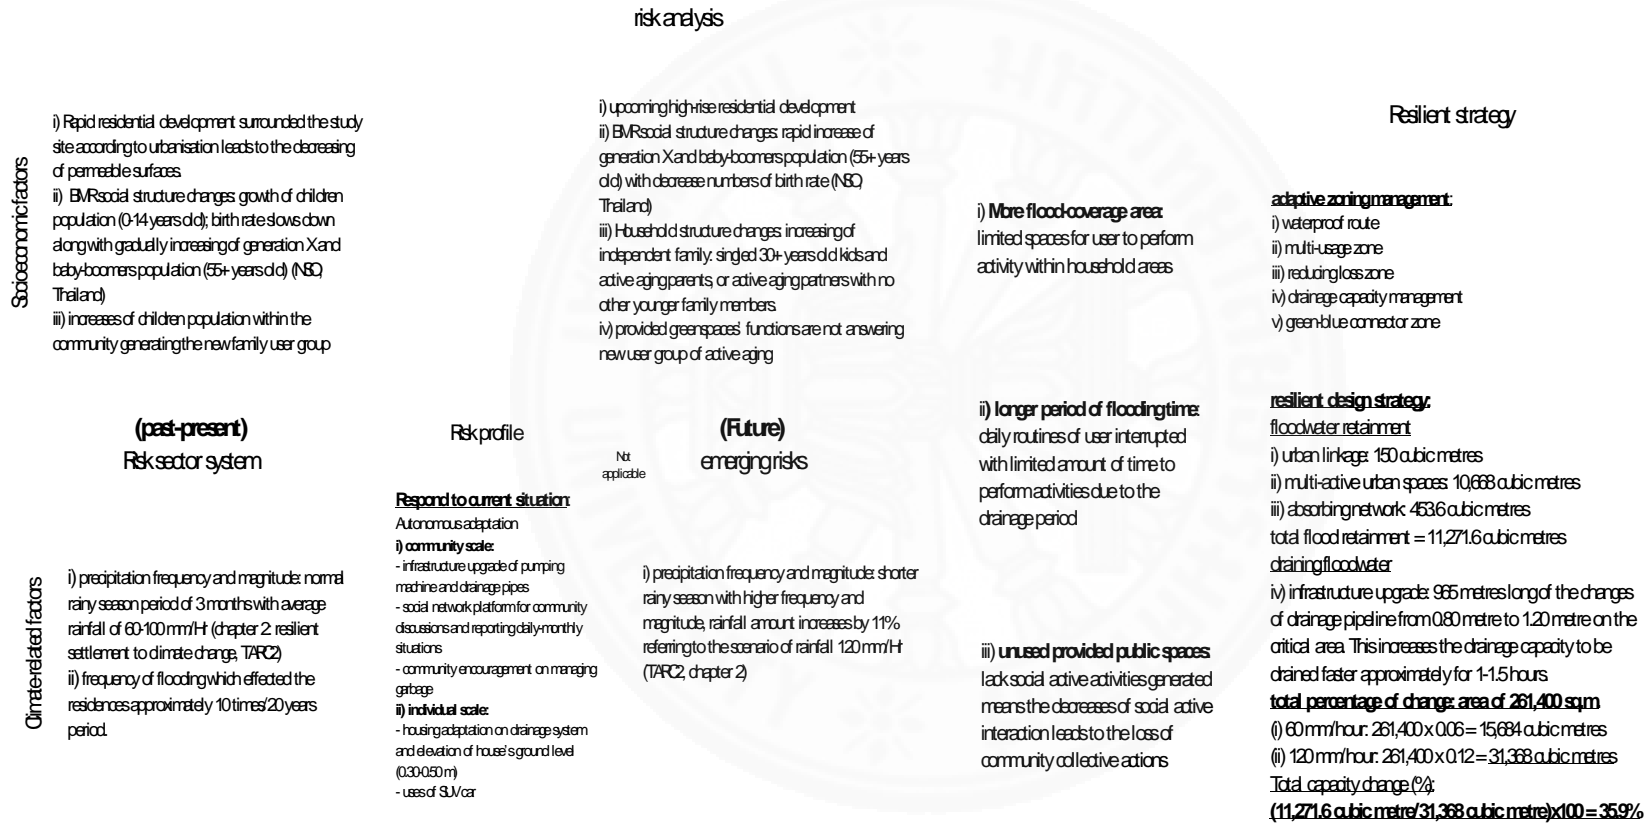 risk analysis
Socioeconomic factors
i) Rapid residential development surrounded the study
site according to urbanisation leads to the decreasing
of permeable surfaces.
ii) BMR social structure changes: growth of children
population (0-14 years old); birth rate slows down
along with gradually increasing of generation X and
baby-boomers population (55+ years old) (NSO,
Thailand)
iii) increases of children population within the
community generating the new family user group
i) upcoming high-rise residential development
ii) BMR social structure changes: rapid increase of
generation X and baby-boomers population (55+ years
old) with decrease numbers of birth rate (NSO,
Thailand)
iii) Household structure changes: increasing of
independent family: singled 30+ years old kids and
active aging parents, or active aging partners with no
other younger family members.
iv) provided greenspaces' functions are not answering
new user group of active aging
(past-present)
Risk sector system
Risk profile
Not
applicable
(Future)
emerging risks
Respond to current situation:
Autonomous adaptation
i) community scale:
- infrastructure upgrade of pumping
machine and drainage pipes
- social network platform for community
discussions and reporting daily-monthly
situations
- community encouragement on managing
garbage
ii) individual scale:
- housing adaptation on drainage system
and elevation of house's ground level
(0.30-0.50 m)
- uses of SUV car
Climate-related factors
i) precipitation frequency and magnitude: normal
rainy season period of 3 months with average
rainfall of 60-100 mm/Hr (chapter 2: resilient
settlement to climate change, TARC2)
ii) frequency of flooding which effected the
residences approximately 10 times/20 years
period.
i) precipitation frequency and magnitude: shorter
rainy season with higher frequency and
magnitude, rainfall amount increases by 11%
referring to the scenario of rainfall 120 mm/Hr
(TARC2, chapter 2)
i) More flood-coverage area:
limited spaces for user to perform
activity within household areas
ii) longer period of flooding time:
daily routines of user interrupted
with limited amount of time to
perform activities due to the
drainage period
iii) unused provided public spaces:
lack social active activities generated
means the decreases of social active
interaction leads to the loss of
community collective actions
Resilient strategy
adaptive zoning management:
i) waterproof route
ii) multi-usage zone
iii) reducing loss zone
iv) drainage capacity management
v) green-blue connector zone
resilient design strategy:
floodwater retainment
i) urban linkage: 150 cubic metres
ii) multi-active urban spaces: 10,668 cubic metres
iii) absorbing network: 453.6 cubic metres
total flood retainment = 11,271.6 cubic metres
draining floodwater
iv) infrastructure upgrade: 965 metres long of the changes
of drainage pipeline from 0.80 metre to 1.20 metre on the
critical area. This increases the drainage capacity to be
drained faster approximately for 1-1.5 hours.
total percentage of change: area of 261,400 sq.m.
(i) 60 mm/hour: 261,400 x 0.06 = 15,684 cubic metres
(ii) 120 mm/hour: 261,400 x 0.12 = 31,368 cubic metres
Total capacity change (%):
(11,271.6 cubic metre/31,368 cubic metre)x100 = 35.9%